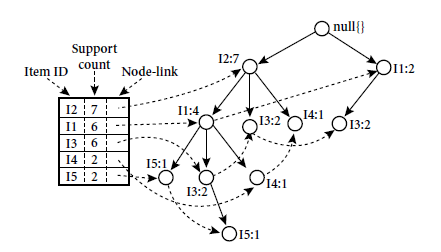 null{}
I2:7
I1:2
Support
count
Item ID
Node-link
I1:4
I3:2
I4:1
I3:2
I2 7
I1 6
I3 6
I4 2
I5 2
I5:1
I3:2
I4:1
I5:1